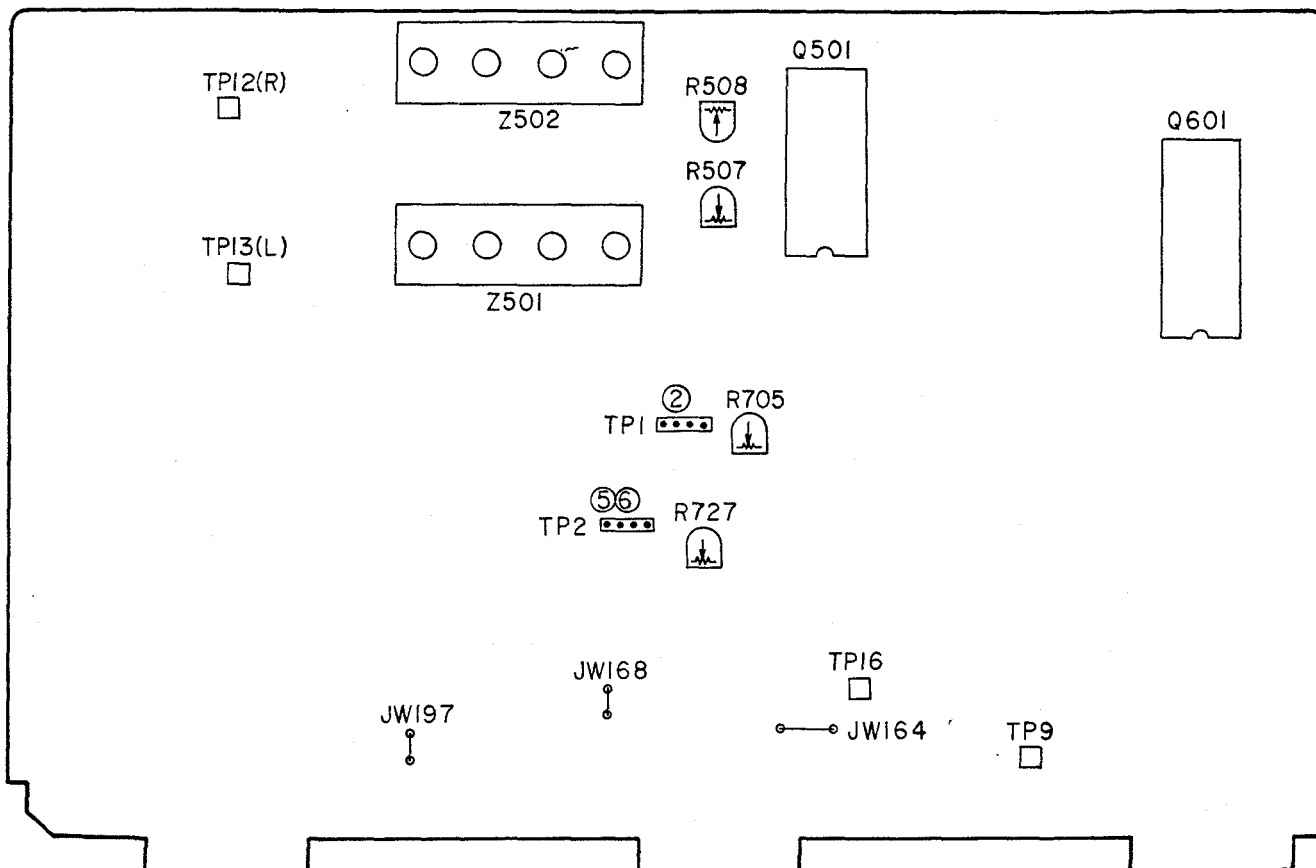 Q501
TP12(R)
R508
Z502
Q601
R507
TP13(L)
Z501
② R705
TP1
⑤⑥ R727
TP2
TP16
JW168
JW197
JW164 TP9